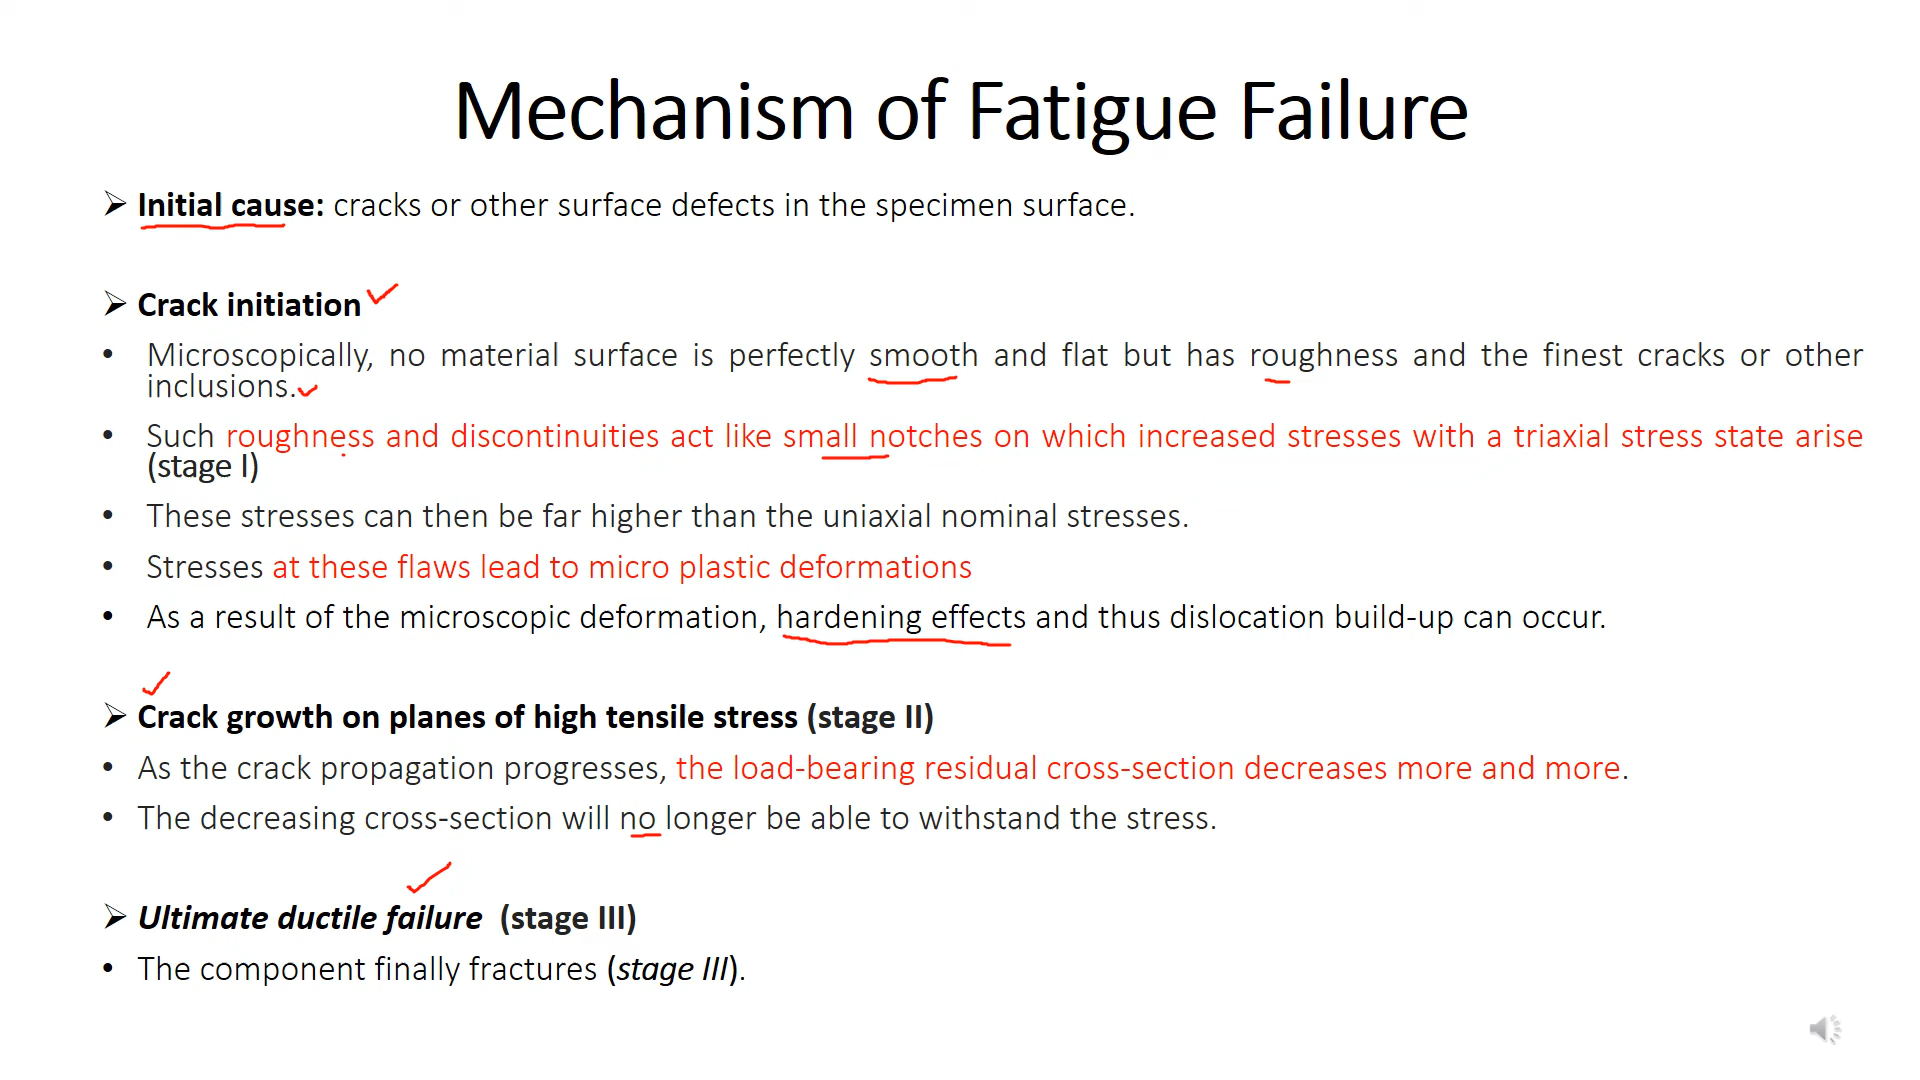 Mechanism of Fatigue Failure
➢ Initial cause: cracks or other surface defects in the specimen surface.
➢ Crack initiation
• Microscopically, no material surface is perfectly smooth and flat but has roughness and the finest cracks or other
inclusions.
• Such roughness and discontinuities act like small notches on which increased stresses with a triaxial stress state arise
(stage I)
• These stresses can then be far higher than the uniaxial nominal stresses.
• Stresses at these flaws lead to micro plastic deformations
• As a result of the microscopic deformation, hardening effects and thus dislocation build-up can occur.
➢ Crack growth on planes of high tensile stress (stage II)
• As the crack propagation progresses, the load-bearing residual cross-section decreases more and more.
• The decreasing cross-section will no longer be able to withstand the stress.
➢ Ultimate ductile failure (stage III)
• The component finally fractures (stage III).